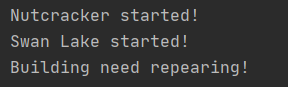 Nutcracker started!
Swan Lake started!
Building need repearing!